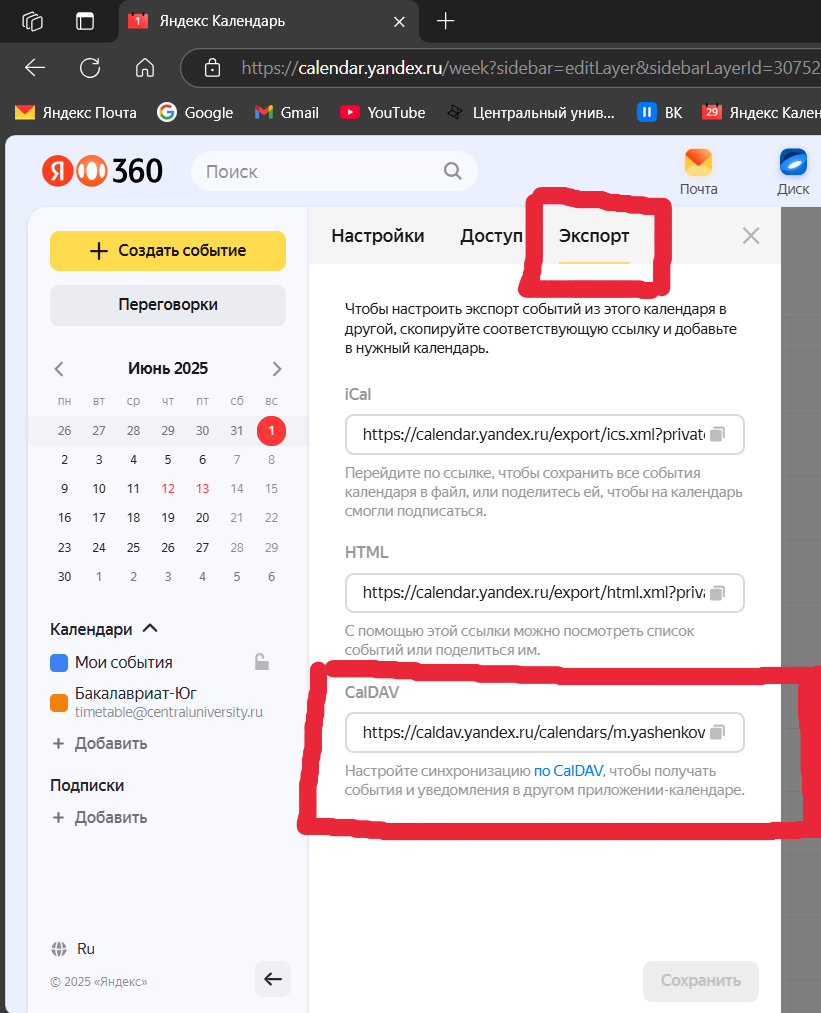 1 Яндекс Календарь
https://calendar.yandex.ru/week?sidebar=editLayer&sidebarLayerId=30752
Яндекс Почта Google Gmail YouTube Центральный унив... ВК 29 Яндекс Кален
Я 360 Поиск Почта Диск
Создать событие
Переговорки
Июнь 2025
пн вт ср чт пт сб вс
26 27 28 29 30 31 1
2 3 4 5 6 7 8
9 10 11 12 13 14 15
16 17 18 19 20 21 22
23 24 25 26 27 28 29
30 1 2 3 4 5 6
Календари
Мои события
Бакалавриат-Юг
timetable@centraluniversity.ru
+ Добавить
Подписки
+ Добавить
Ru
© 2025 «Яндекс»
Настройки Доступ Экспорт
Чтобы настроить экспорт событий из этого календаря в
другой, скопируйте соответствующую ссылку и добавьте
в нужный календарь.
iCal
https://calendar.yandex.ru/export/ics.xml?private
Перейдите по ссылке, чтобы сохранить все события
календаря в файл, или поделитесь ей, чтобы на календарь
смогли подписаться.
HTML
https://calendar.yandex.ru/export/html.xml?priva
С помощью этой ссылки можно посмотреть список
событий или поделиться им.
CalDAV
https://caldav.yandex.ru/calendars/m.yashenkov
Настройте синхронизацию по CalDAV, чтобы получать
события и уведомления в другом приложении-календаре.
Сохранить